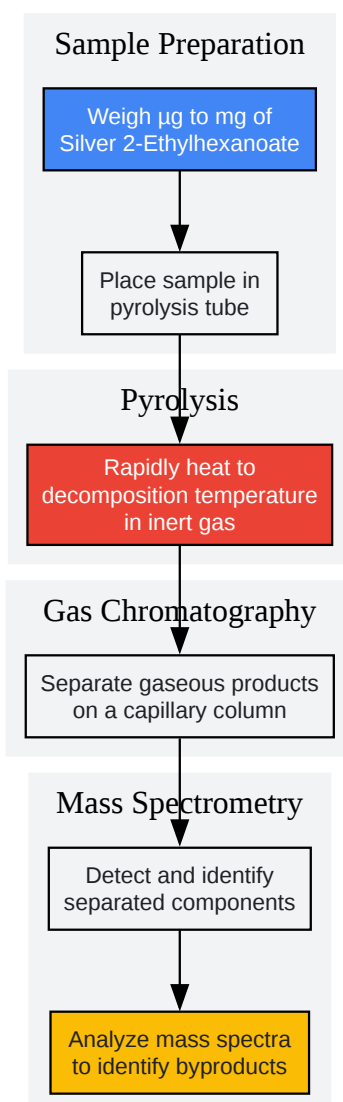 Sample Preparation
Weigh µg to mg of
Silver 2-Ethylhexanoate
Place sample in
pyrolysis tube
Pyrolysis
Rapidly heat to
decomposition temperature
in inert gas
Gas Chromatography
Separate gaseous products
on a capillary column
Mass Spectrometry
Detect and identify
separated components
Analyze mass spectra
to identify byproducts